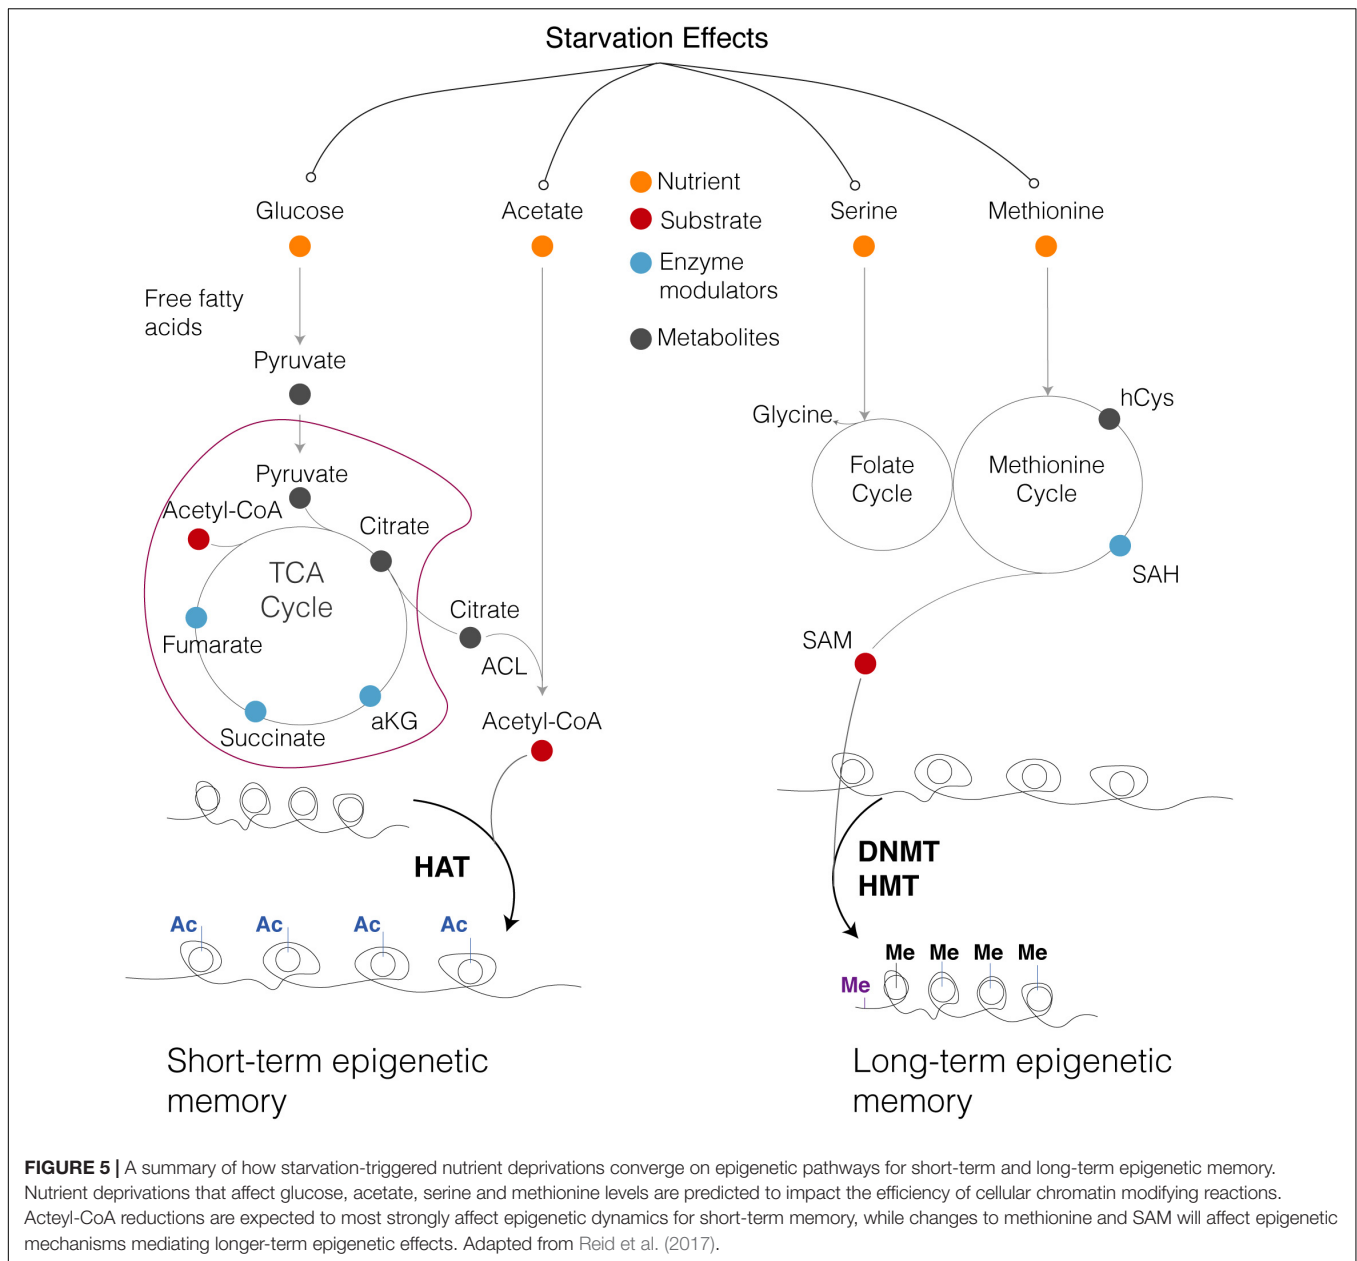 Starvation Effects
Glucose
Acetate
Serine
Methionine
Nutrient
Substrate
Enzyme
modulators
Metabolites
Free fatty
acids
Pyruvate
Pyruvate
Acetyl-CoA
Citrate
TCA
Cycle
Fumarate
Succinate
aKG
Citrate
ACL
Acetyl-CoA
Glycine
Folate
Cycle
Methionine
Cycle
hCys
SAH
SAM
HAT
Ac Ac Ac Ac
Short-term epigenetic
memory
DNMT
HMT
Me Me Me Me
Me
Long-term epigenetic
memory
FIGURE 5 | A summary of how starvation-triggered nutrient deprivations converge on epigenetic pathways for short-term and long-term epigenetic memory.
Nutrient deprivations that affect glucose, acetate, serine and methionine levels are predicted to impact the efficiency of cellular chromatin modifying reactions.
Acteyl-CoA reductions are expected to most strongly affect epigenetic dynamics for short-term memory, while changes to methionine and SAM will affect epigenetic
mechanisms mediating longer-term epigenetic effects. Adapted from Reid et al. (2017).